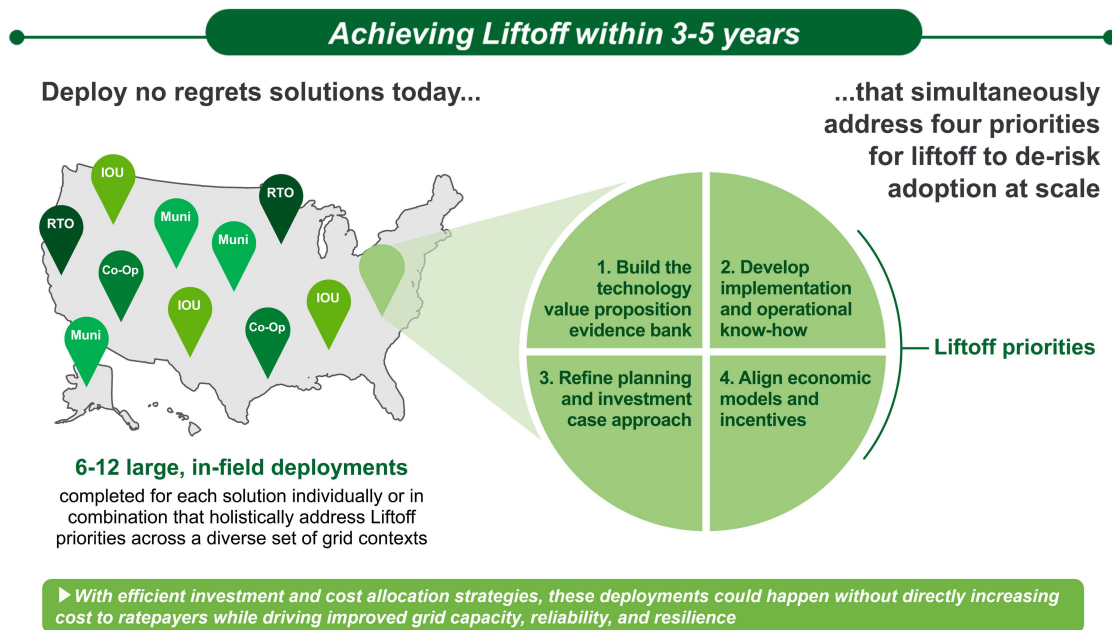 Achieving Liftoff within 3-5 years
Deploy no regrets solutions today...
...that simultaneously
address four priorities
for liftoff to de-risk
adoption at scale
IOU
RTO
RTO
Muni
Muni
Co-Op
IOU
IOU
Co-Op
Muni
1. Build the
technology
value proposition
evidence bank
2. Develop
implementation
and operational
know-how
3. Refine planning
and investment
case approach
4. Align economic
models and
incentives
Liftoff priorities
6-12 large, in-field deployments
completed for each solution individually or in
combination that holistically address Liftoff
priorities across a diverse set of grid contexts
With efficient investment and cost allocation strategies, these deployments could happen without directly increasing
cost to ratepayers while driving improved grid capacity, reliability, and resilience